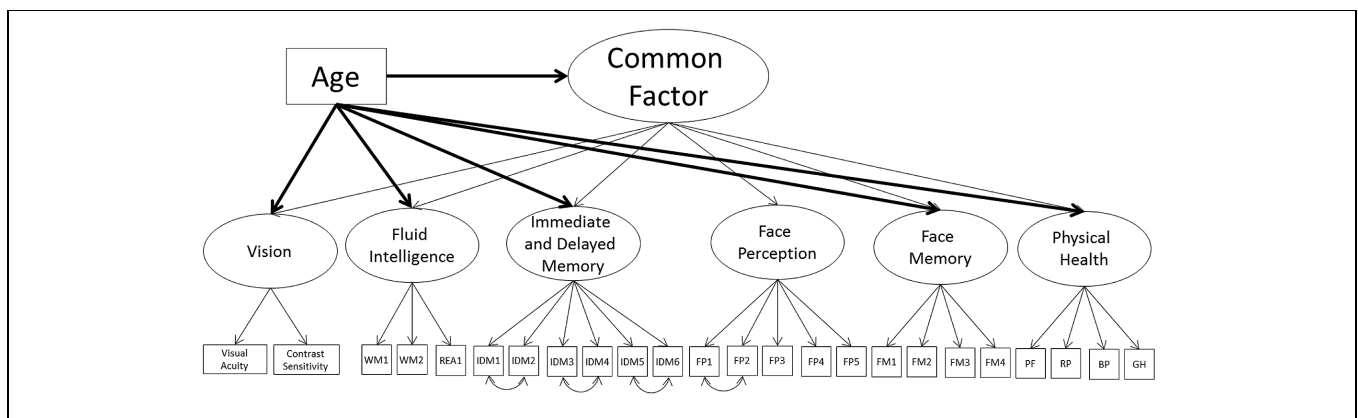 Age
Common
Factor
Vision
Fluid
Intelligence
Immediate
and Delayed
Memory
Face
Perception
Face
Memory
Physical
Health
Visual
Acuity
Contrast
Sensitivity
WM1
WM2
REA1
IDM1
IDM2
IDM3
IDM4
IDM5
IDM6
FP1
FP2
FP3
FP4
FP5
FM1
FM2
FM3
FM4
PF
RP
BP
GH